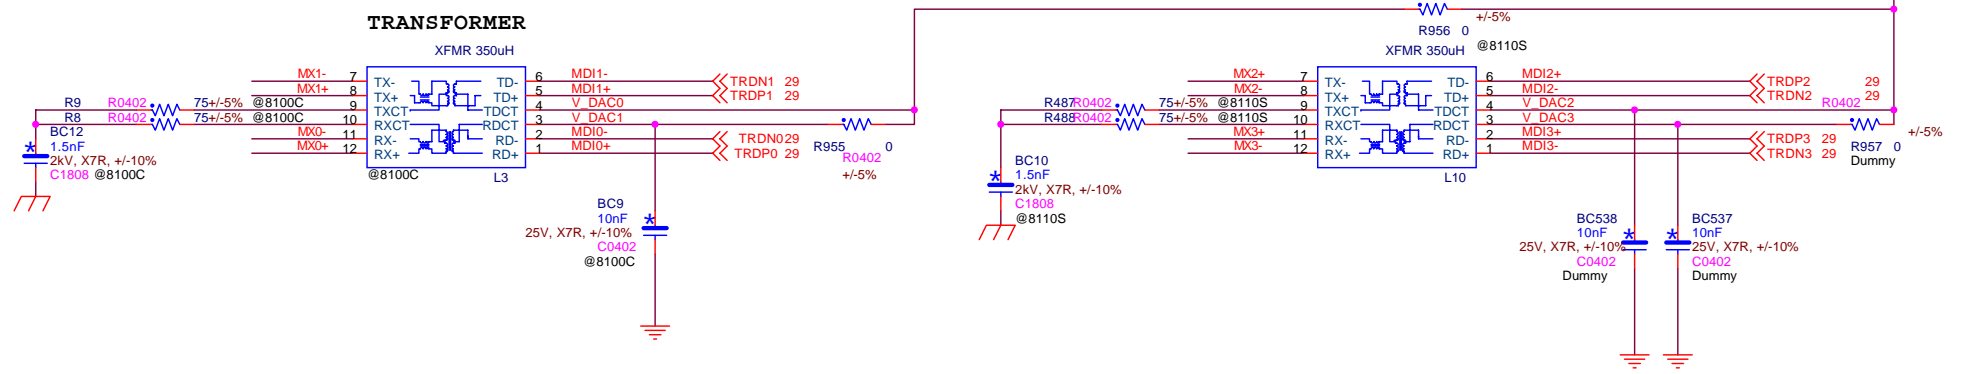 TRANSFORMER
XFMR 350uH
MX1- 7 TX- TD- 6 MDI1- TRDN1 29
MX1+ 8 TX+ TD+ 5 MDI1+ TRDP1 29
R9 R0402 75+/-5% @8100C 9 TXCT TDCT 4 V_DAC0
R8 R0402 75+/-5% @8100C 10 RXCT RDCT 3 V_DAC1
MX0- 11 RX- RD- 2 MDI0- TRDN0 29
MX0+ 12 RX+ RD+ 1 MDI0+ TRDP0 29
@8100C L3
BC12
1.5nF
2kV, X7R, +/-10%
C1808 @8100C
R955 0
R0402
+/-5%
BC9
10nF
25V, X7R, +/-10%
C0402
@8100C
+/-5%
R956 0
@8110S
XFMR 350uH
MX2+ 7 TX- TD- 6 MDI2+ TRDP2 29
MX2- 8 TX+ TD+ 5 MDI2- TRDN2 29
R487 R0402 75+/-5% @8110S 9 TXCT TDCT 4 V_DAC2
R488 R0402 75+/-5% @8110S 10 RXCT RDCT 3 V_DAC3
MX3+ 11 RX- RD- 2 MDI3+ TRDP3 29
MX3- 12 RX+ RD+ 1 MDI3- TRDN3 29
L10
R0402
+/-5%
R957 0
Dummy
BC10
1.5nF
2kV, X7R, +/-10%
C1808
@8110S
BC538
10nF
25V, X7R, +/-10%
C0402
Dummy
BC537
10nF
25V, X7R, +/-10%
C0402
Dummy